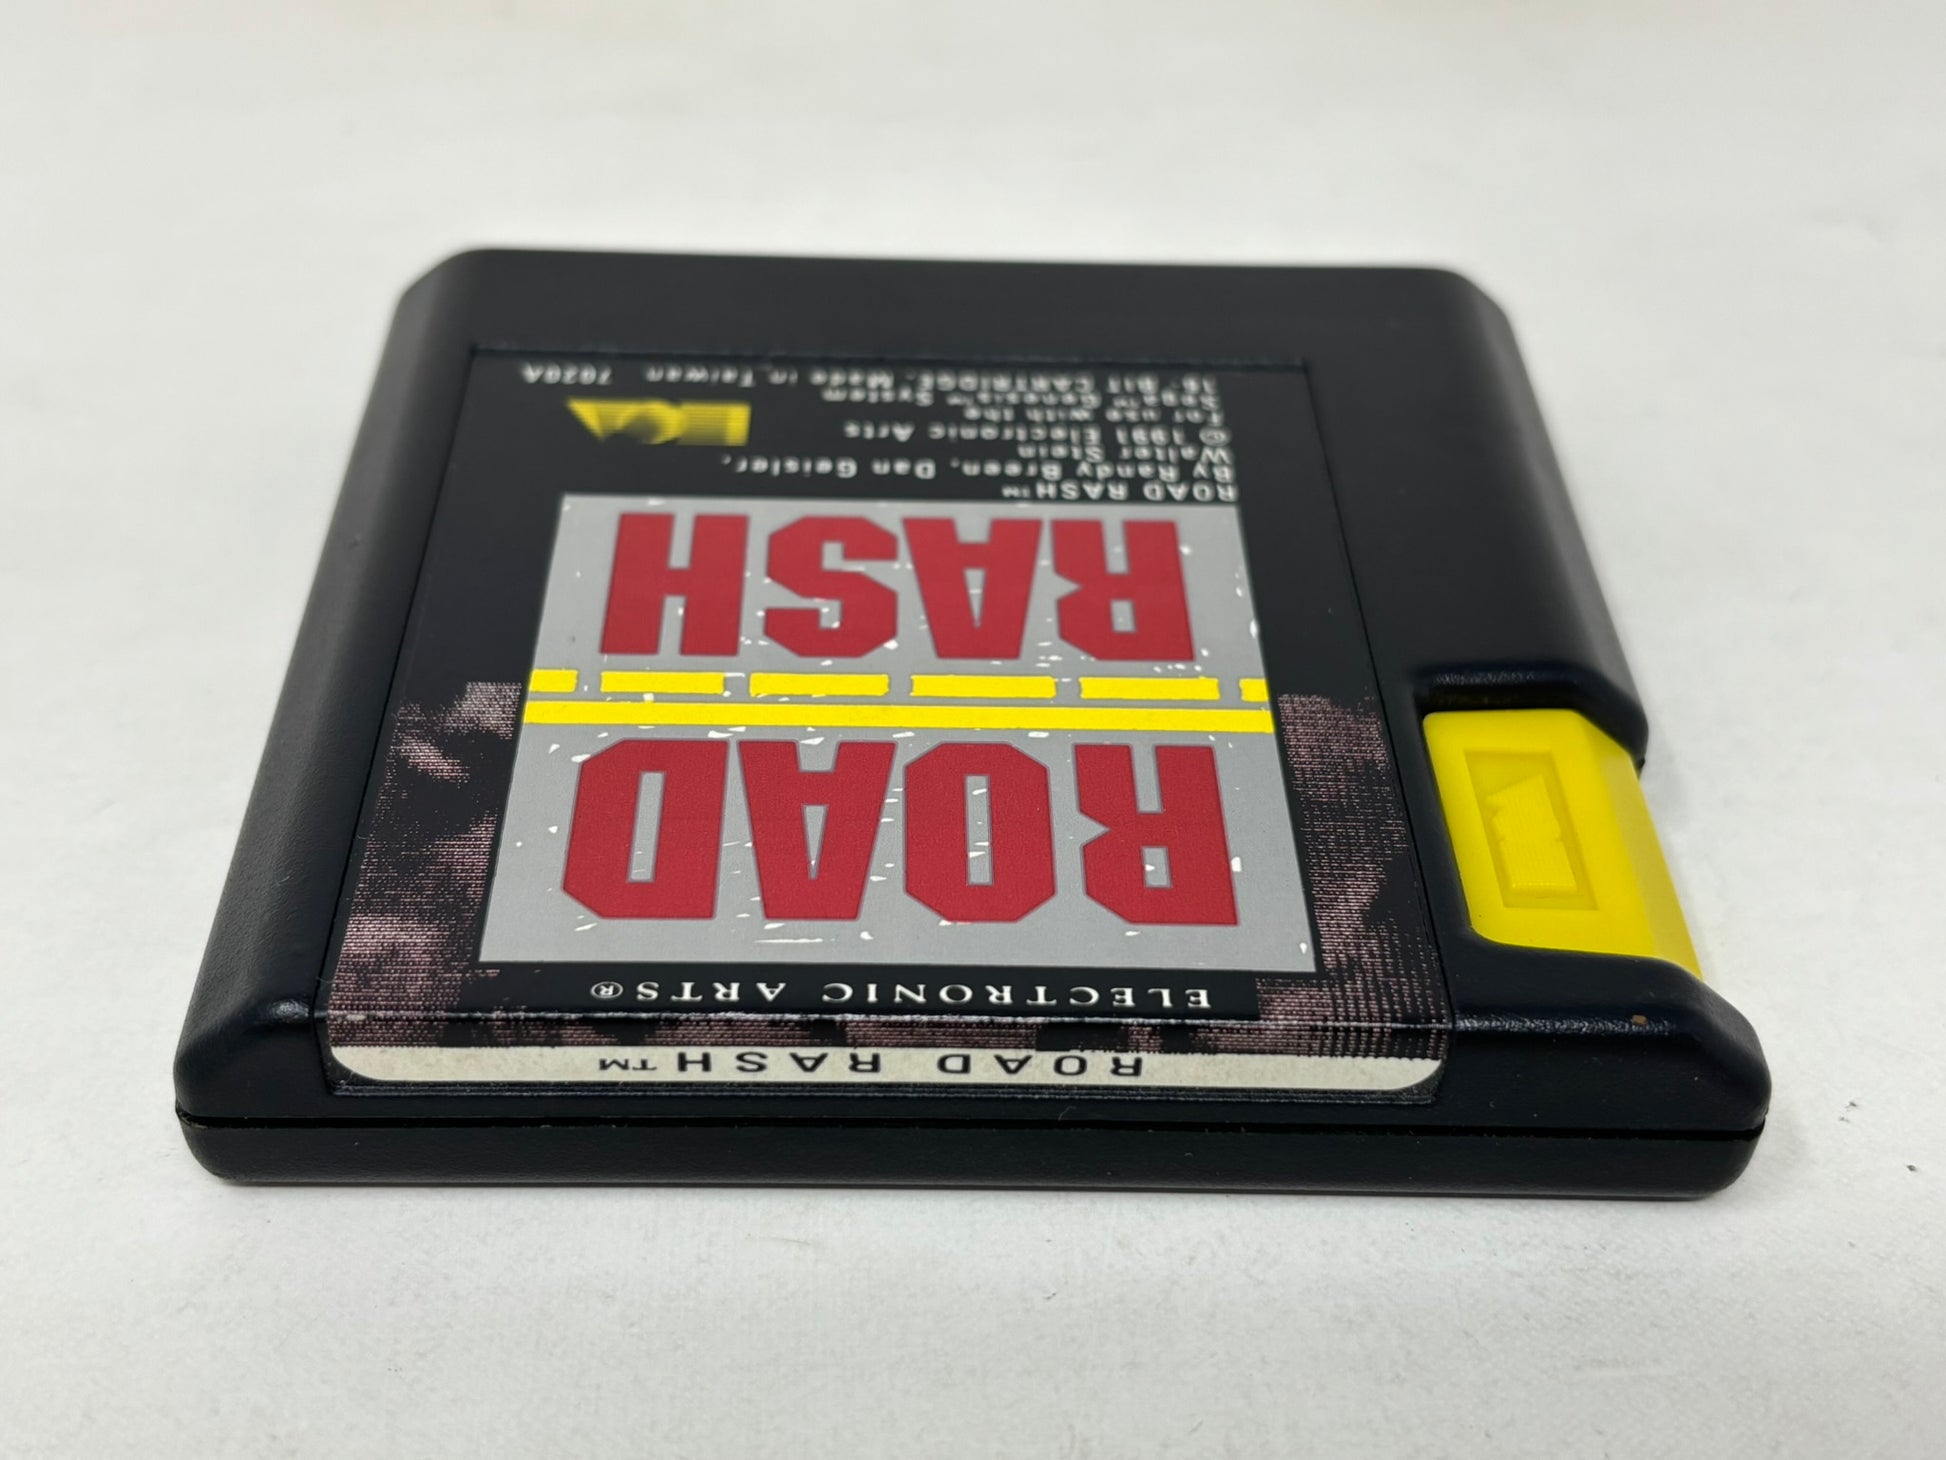 ROAD RASH™
ELECTRONIC ARTS®
ROAD
RASH
ROAD RASH™
By Randy Breen, Dan Geisler,
Walter Stein
© 1991 Electronic Arts
For use with the
Sega™ Genesis™ System
16-BIT CARTRIDGE. Made in Taiwan 7020A